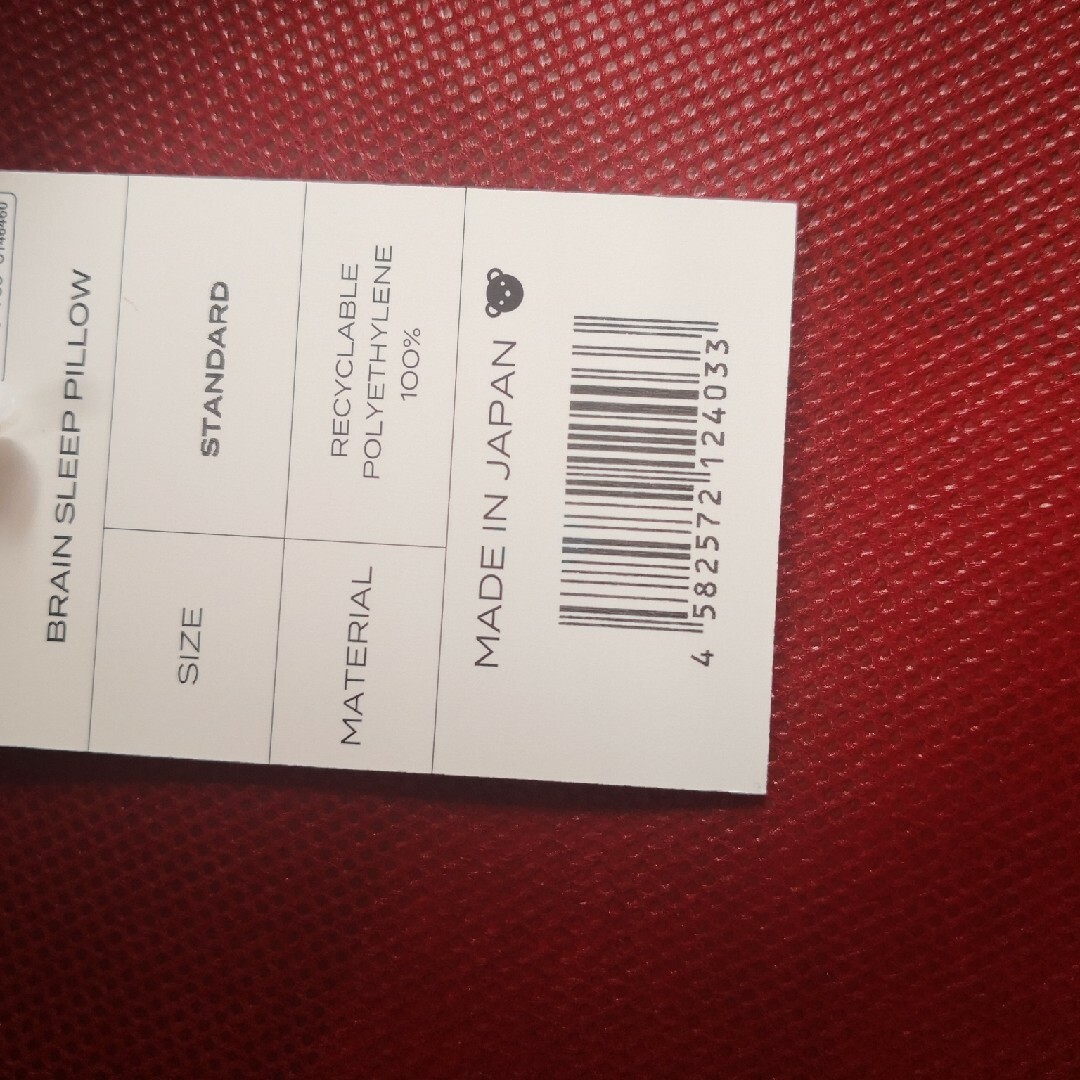 BRAIN SLEEP PILLOW
SIZE
STANDARD
MATERIAL
RECYCLABLE
POLYETHYLENE
100%
MADE IN JAPAN
4 582572 124033